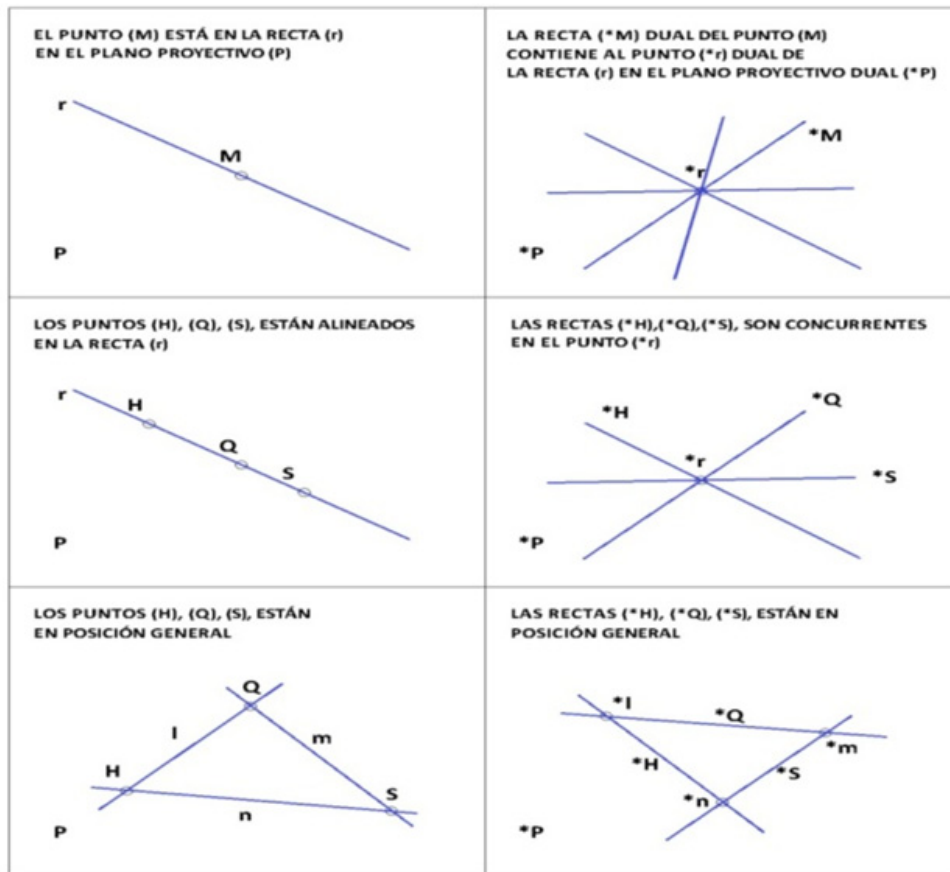 EL PUNTO (M) ESTÁ EN LA RECTA (r)
EN EL PLANO PROYECTIVO (P)
r
M
P
LA RECTA (*M) DUAL DEL PUNTO (M)
CONTIENE AL PUNTO (*r) DUAL DE
LA RECTA (r) EN EL PLANO PROYECTIVO DUAL (*P)
*M
*r
*P
LOS PUNTOS (H), (Q), (S), ESTÁN ALINEADOS
EN LA RECTA (r)
r
H
Q
S
P
LAS RECTAS (*H),(*Q),(*S), SON CONCURRENTES
EN EL PUNTO (*r)
*H
*Q
*r
*S
*P
LOS PUNTOS (H), (Q), (S), ESTÁN
EN POSICIÓN GENERAL
Q
l
m
H
S
n
P
LAS RECTAS (*H), (*Q), (*S), ESTÁN EN
POSICIÓN GENERAL
*l
*Q
*m
*H
*S
*n
*P